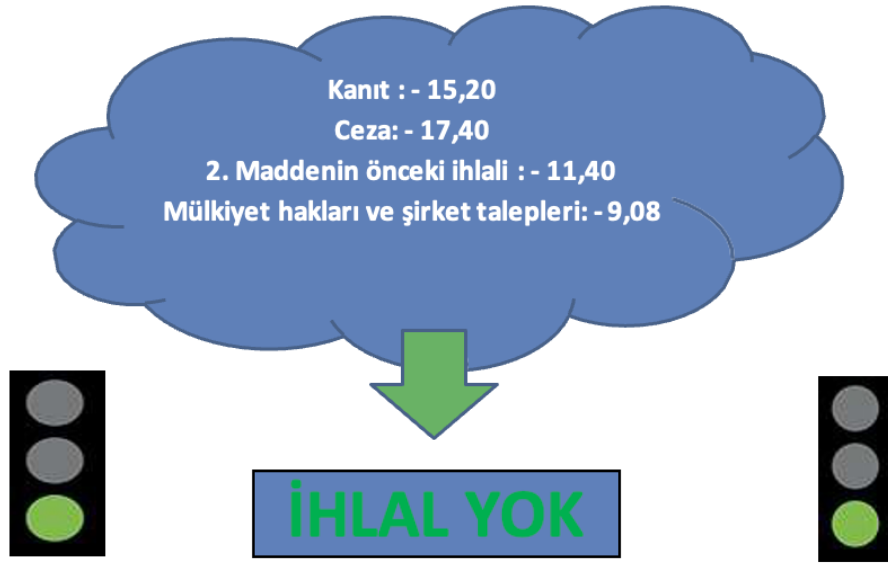 Kanıt : - 15,20
Ceza: - 17,40
2. Maddenin önceki ihlali : - 11,40
Mülkiyet hakları ve şirket talepleri: - 9,08
İHLAL YOK